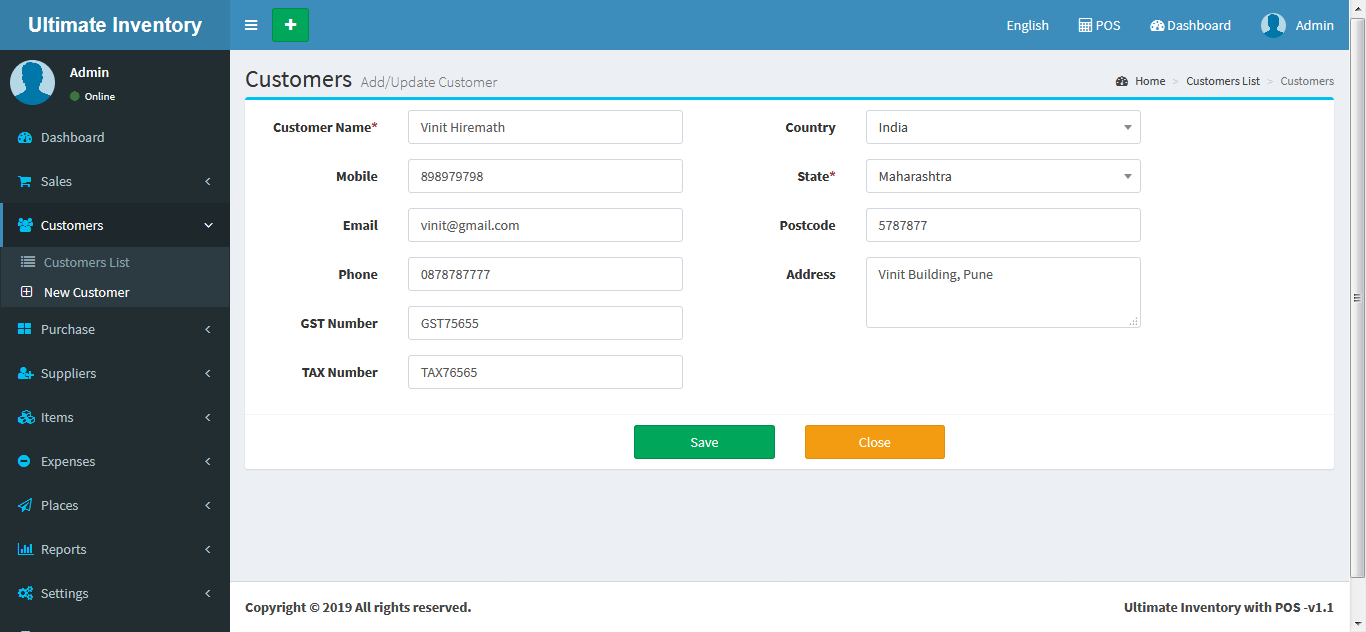 Ultimate Inventory
+
English POS Dashboard Admin
Admin
Online
Dashboard
Sales
Customers
Customers List
New Customer
Purchase
Suppliers
Items
Expenses
Places
Reports
Settings
Customers Add/Update Customer
Home > Customers List > Customers
Customer Name* Vinit Hiremath
Mobile 898979798
Email vinit@gmail.com
Phone 0878787777
GST Number GST75655
TAX Number TAX76565
Country India
State* Maharashtra
Postcode 5787877
Address Vinit Building, Pune
Save Close
Copyright © 2019 All rights reserved.
Ultimate Inventory with POS -v1.1